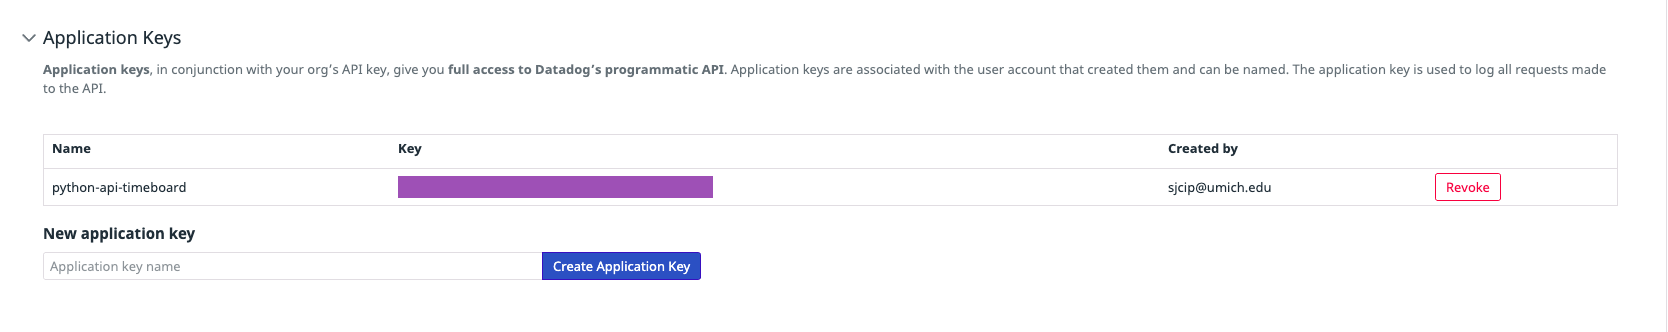 Application Keys
Application keys, in conjunction with your org's API key, give you full access to Datadog's programmatic API. Application keys are associated with the user account that created them and can be named. The application key is used to log all requests made
to the API.
Name Key Created by
python-api-timeboard sjcip@umich.edu Revoke
New application key
Application key name Create Application Key